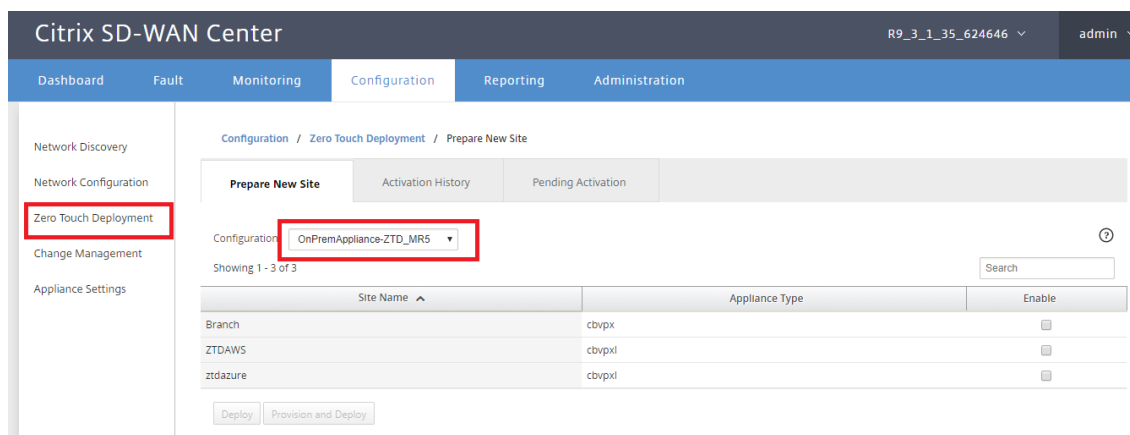 Citrix SD-WAN Center
R9_3_1_35_624646 admin
Dashboard Fault Monitoring Configuration Reporting Administration
Network Discovery
Network Configuration
Zero Touch Deployment
Change Management
Appliance Settings
Configuration / Zero Touch Deployment / Prepare New Site
Prepare New Site Activation History Pending Activation
Configuration OnPremAppliance-ZTD_MR5
?
Showing 1 - 3 of 3
Search
Site Name Appliance Type Enable
Branch cbvpx
ZTDAWS cbvpxl
ztdazure cbvpxl
Deploy Provision and Deploy